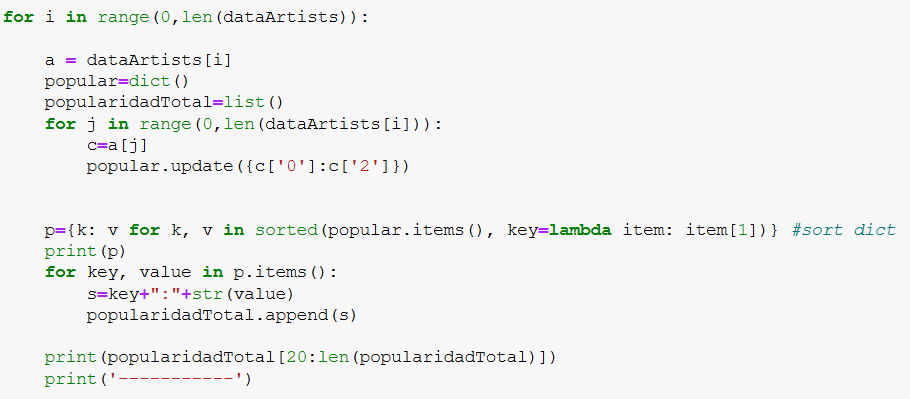 for i in range(0,len(dataArtists)):
    a = dataArtists[i]
    popular=dict()
    popularidadTotal=list()
    for j in range(0,len(dataArtists[i])):
        c=a[j]
        popular.update({c['0']:c['2']})
    p={k: v for k, v in sorted(popular.items(), key=lambda item: item[1])} #sort dict
    print(p)
    for key, value in p.items():
        s=key+":"+str(value)
        popularidadTotal.append(s)
    print(popularidadTotal[20:len(popularidadTotal)])
    print('-----------')